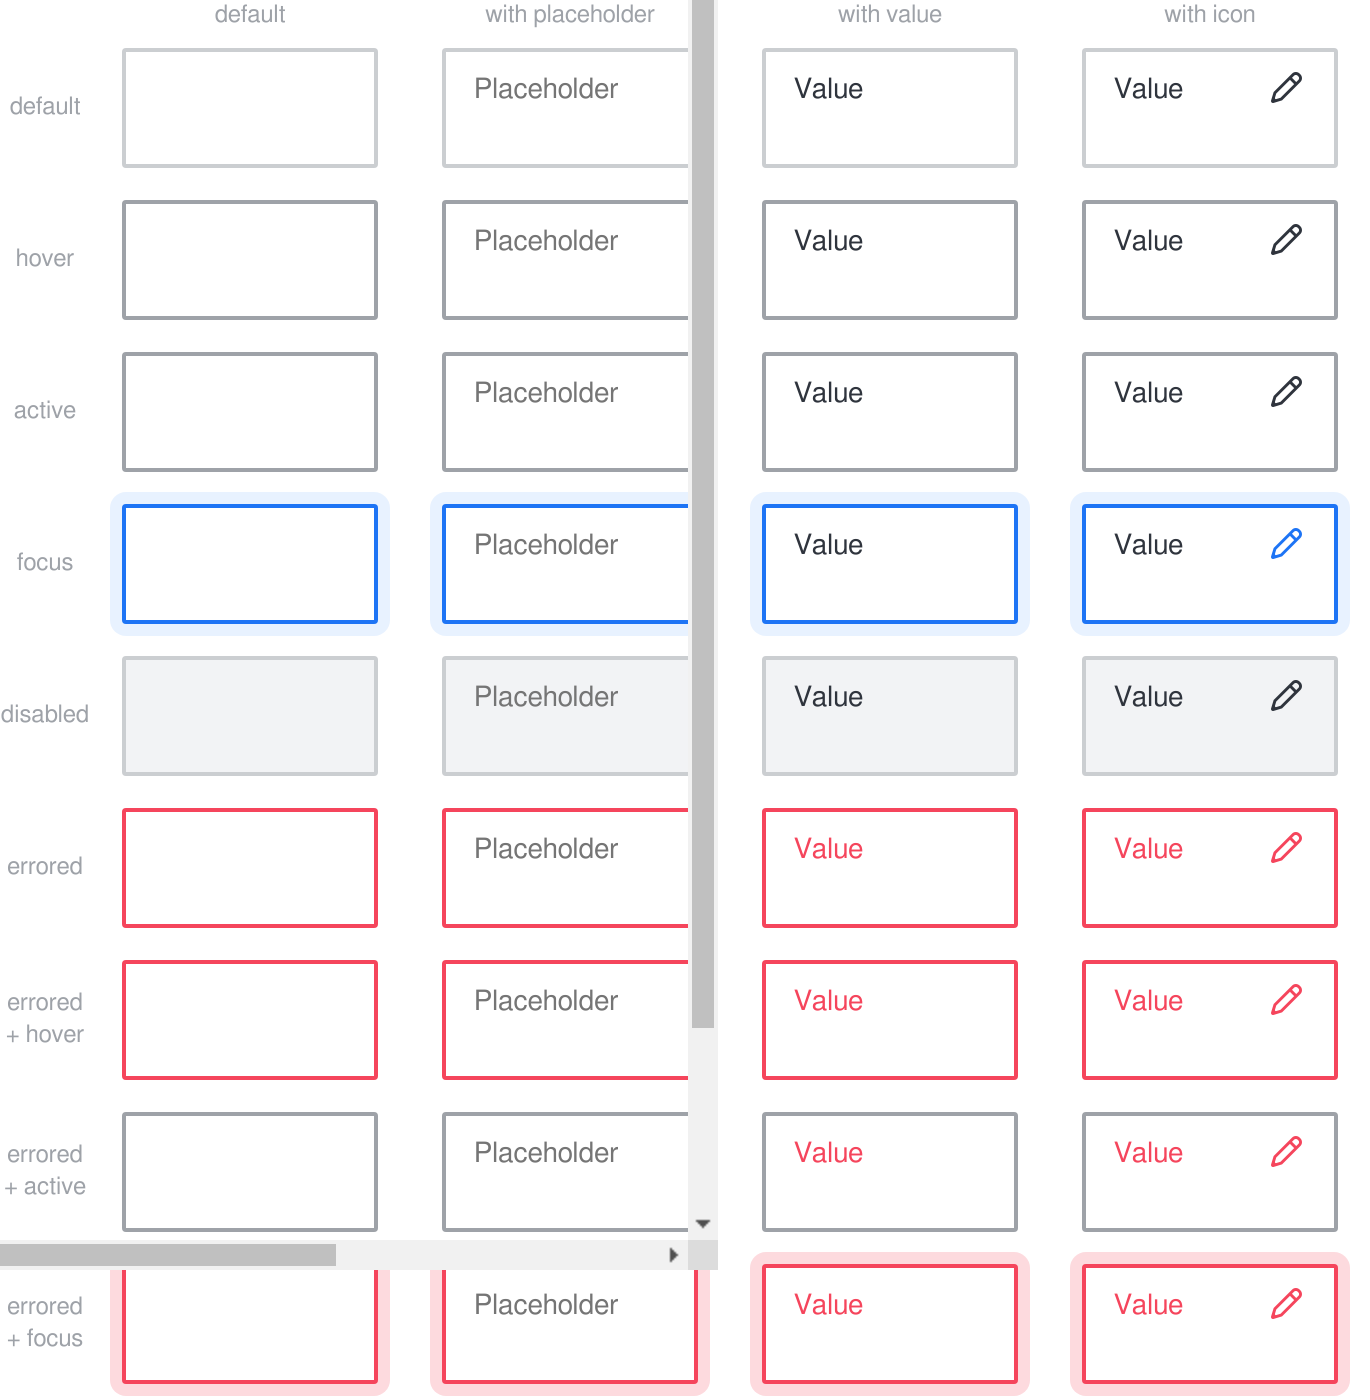 default with placeholder with value with icon
default Placeholder Value Value
hover Placeholder Value Value
active Placeholder Value Value
focus Placeholder Value Value
disabled Placeholder Value Value
errored Placeholder Value Value
errored
+ hover Placeholder Value Value
errored
+ active Placeholder Value Value
errored
+ focus Placeholder Value Value